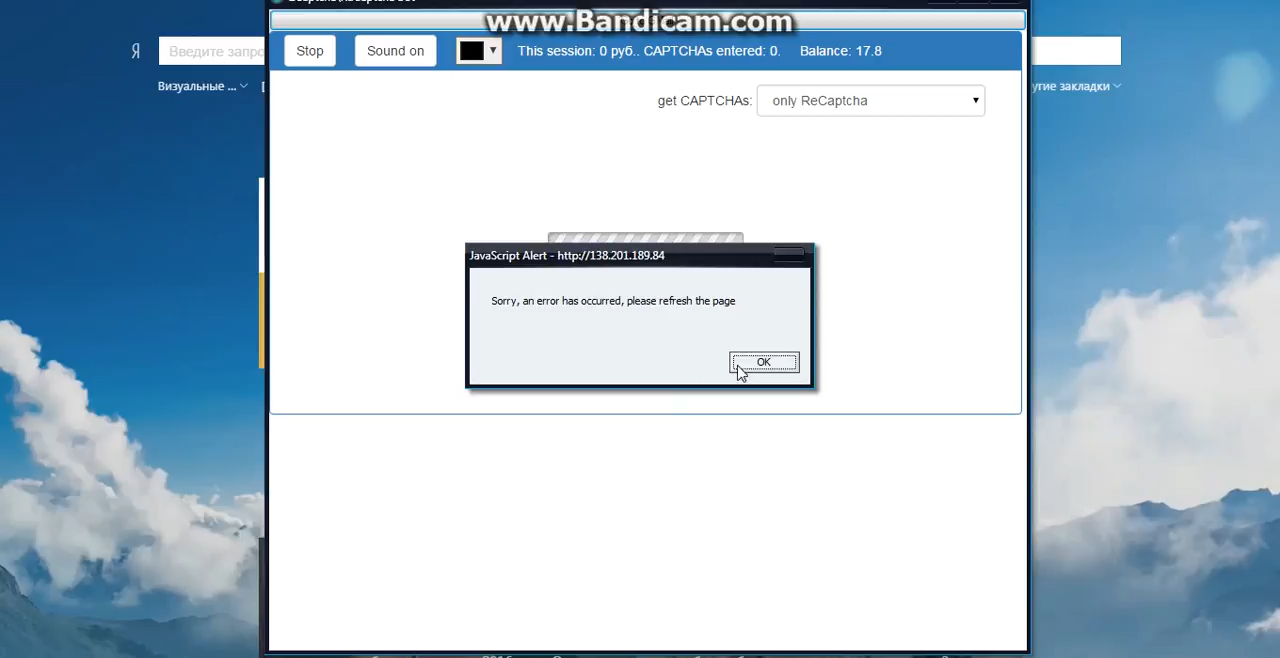 www.Bandicam.com
Я
Введите запро
Stop
Sound on
This session: 0 руб.. CAPTCHAs entered: 0.
Balance: 17.8
Визуальные ...
угие закладки
get CAPTCHAs:
only ReCaptcha
JavaScript Alert - http://138.201.189.84
Sorry, an error has occurred, please refresh the page
OK